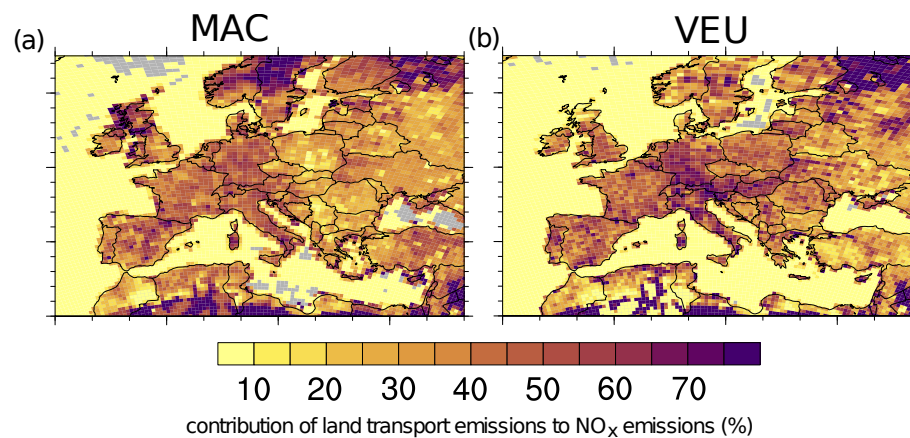 MAC
VEU
(a)
(b)
10 20 30 40 50 60 70
contribution of land transport emissions to NOx emissions (%)